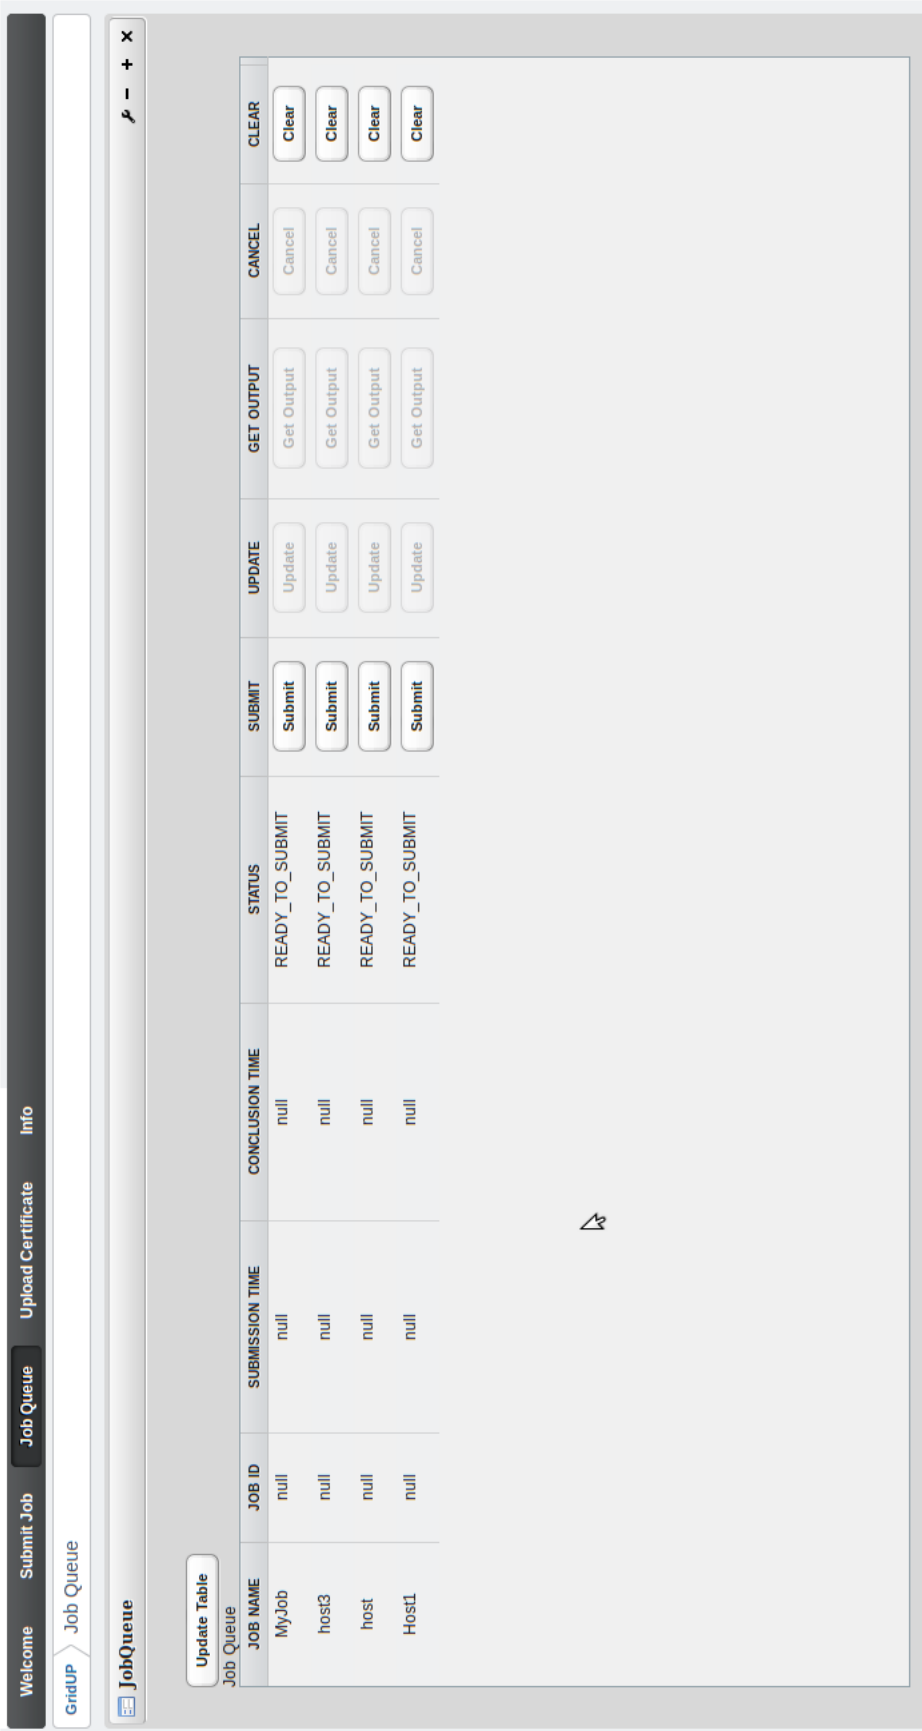 Welcome Submit Job Job Queue Upload Certificate Info
GridUP Job Queue
JobQueue
Update Table
Job Queue
JOB NAME JOB ID SUBMISSION TIME CONCLUSION TIME STATUS SUBMIT UPDATE GET OUTPUT CANCEL CLEAR
MyJob null null null READY_TO_SUBMIT Submit Update Get Output Cancel Clear
host3 null null null READY_TO_SUBMIT Submit Update Get Output Cancel Clear
host null null null READY_TO_SUBMIT Submit Update Get Output Cancel Clear
Host1 null null null READY_TO_SUBMIT Submit Update Get Output Cancel Clear